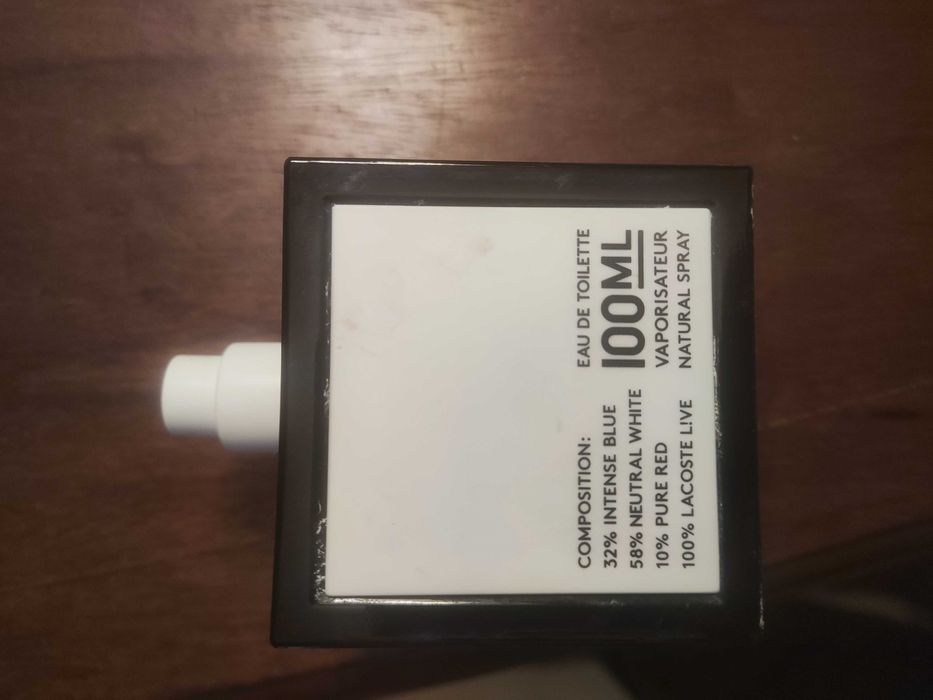 COMPOSITION:
32% INTENSE BLUE
58% NEUTRAL WHITE
10% PURE RED
100% LACOSTE L!VE
EAU DE TOILETTE
100ML
VAPORISATEUR
NATURAL SPRAY